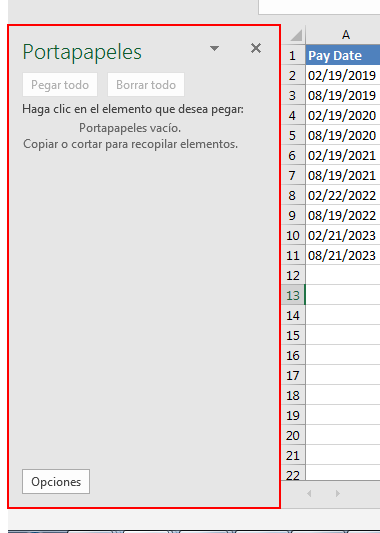 Portapapeles
Pegar todo
Borrar todo
Haga clic en el elemento que desea pegar:
Portapapeles vacío.
Copiar o cortar para recopilar elementos.
Opciones
A
1 Pay Date
2 02/19/2019
3 08/19/2019
4 02/19/2020
5 08/19/2020
6 02/19/2021
7 08/19/2021
8 02/22/2022
9 08/19/2022
10 02/21/2023
11 08/21/2023
12
13
14
15
16
17
18
19
20
21
22